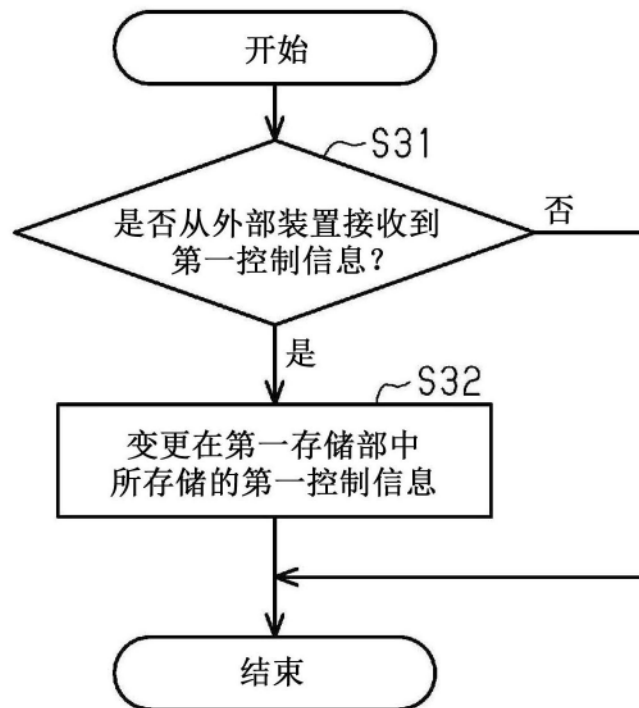 开始
S31
是否从外部装置接收到
第一控制信息？
否
是
S32
变更在第一存储部中
所存储的第一控制信息
结束